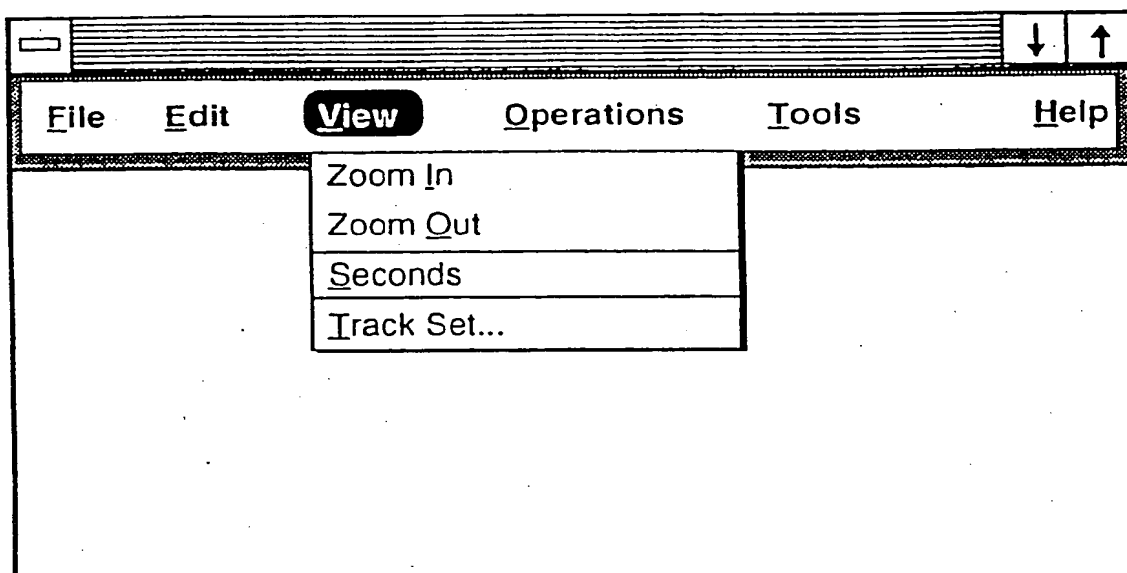 File Edit View Operations Tools Help
Zoom In
Zoom Out
Seconds
Track Set...